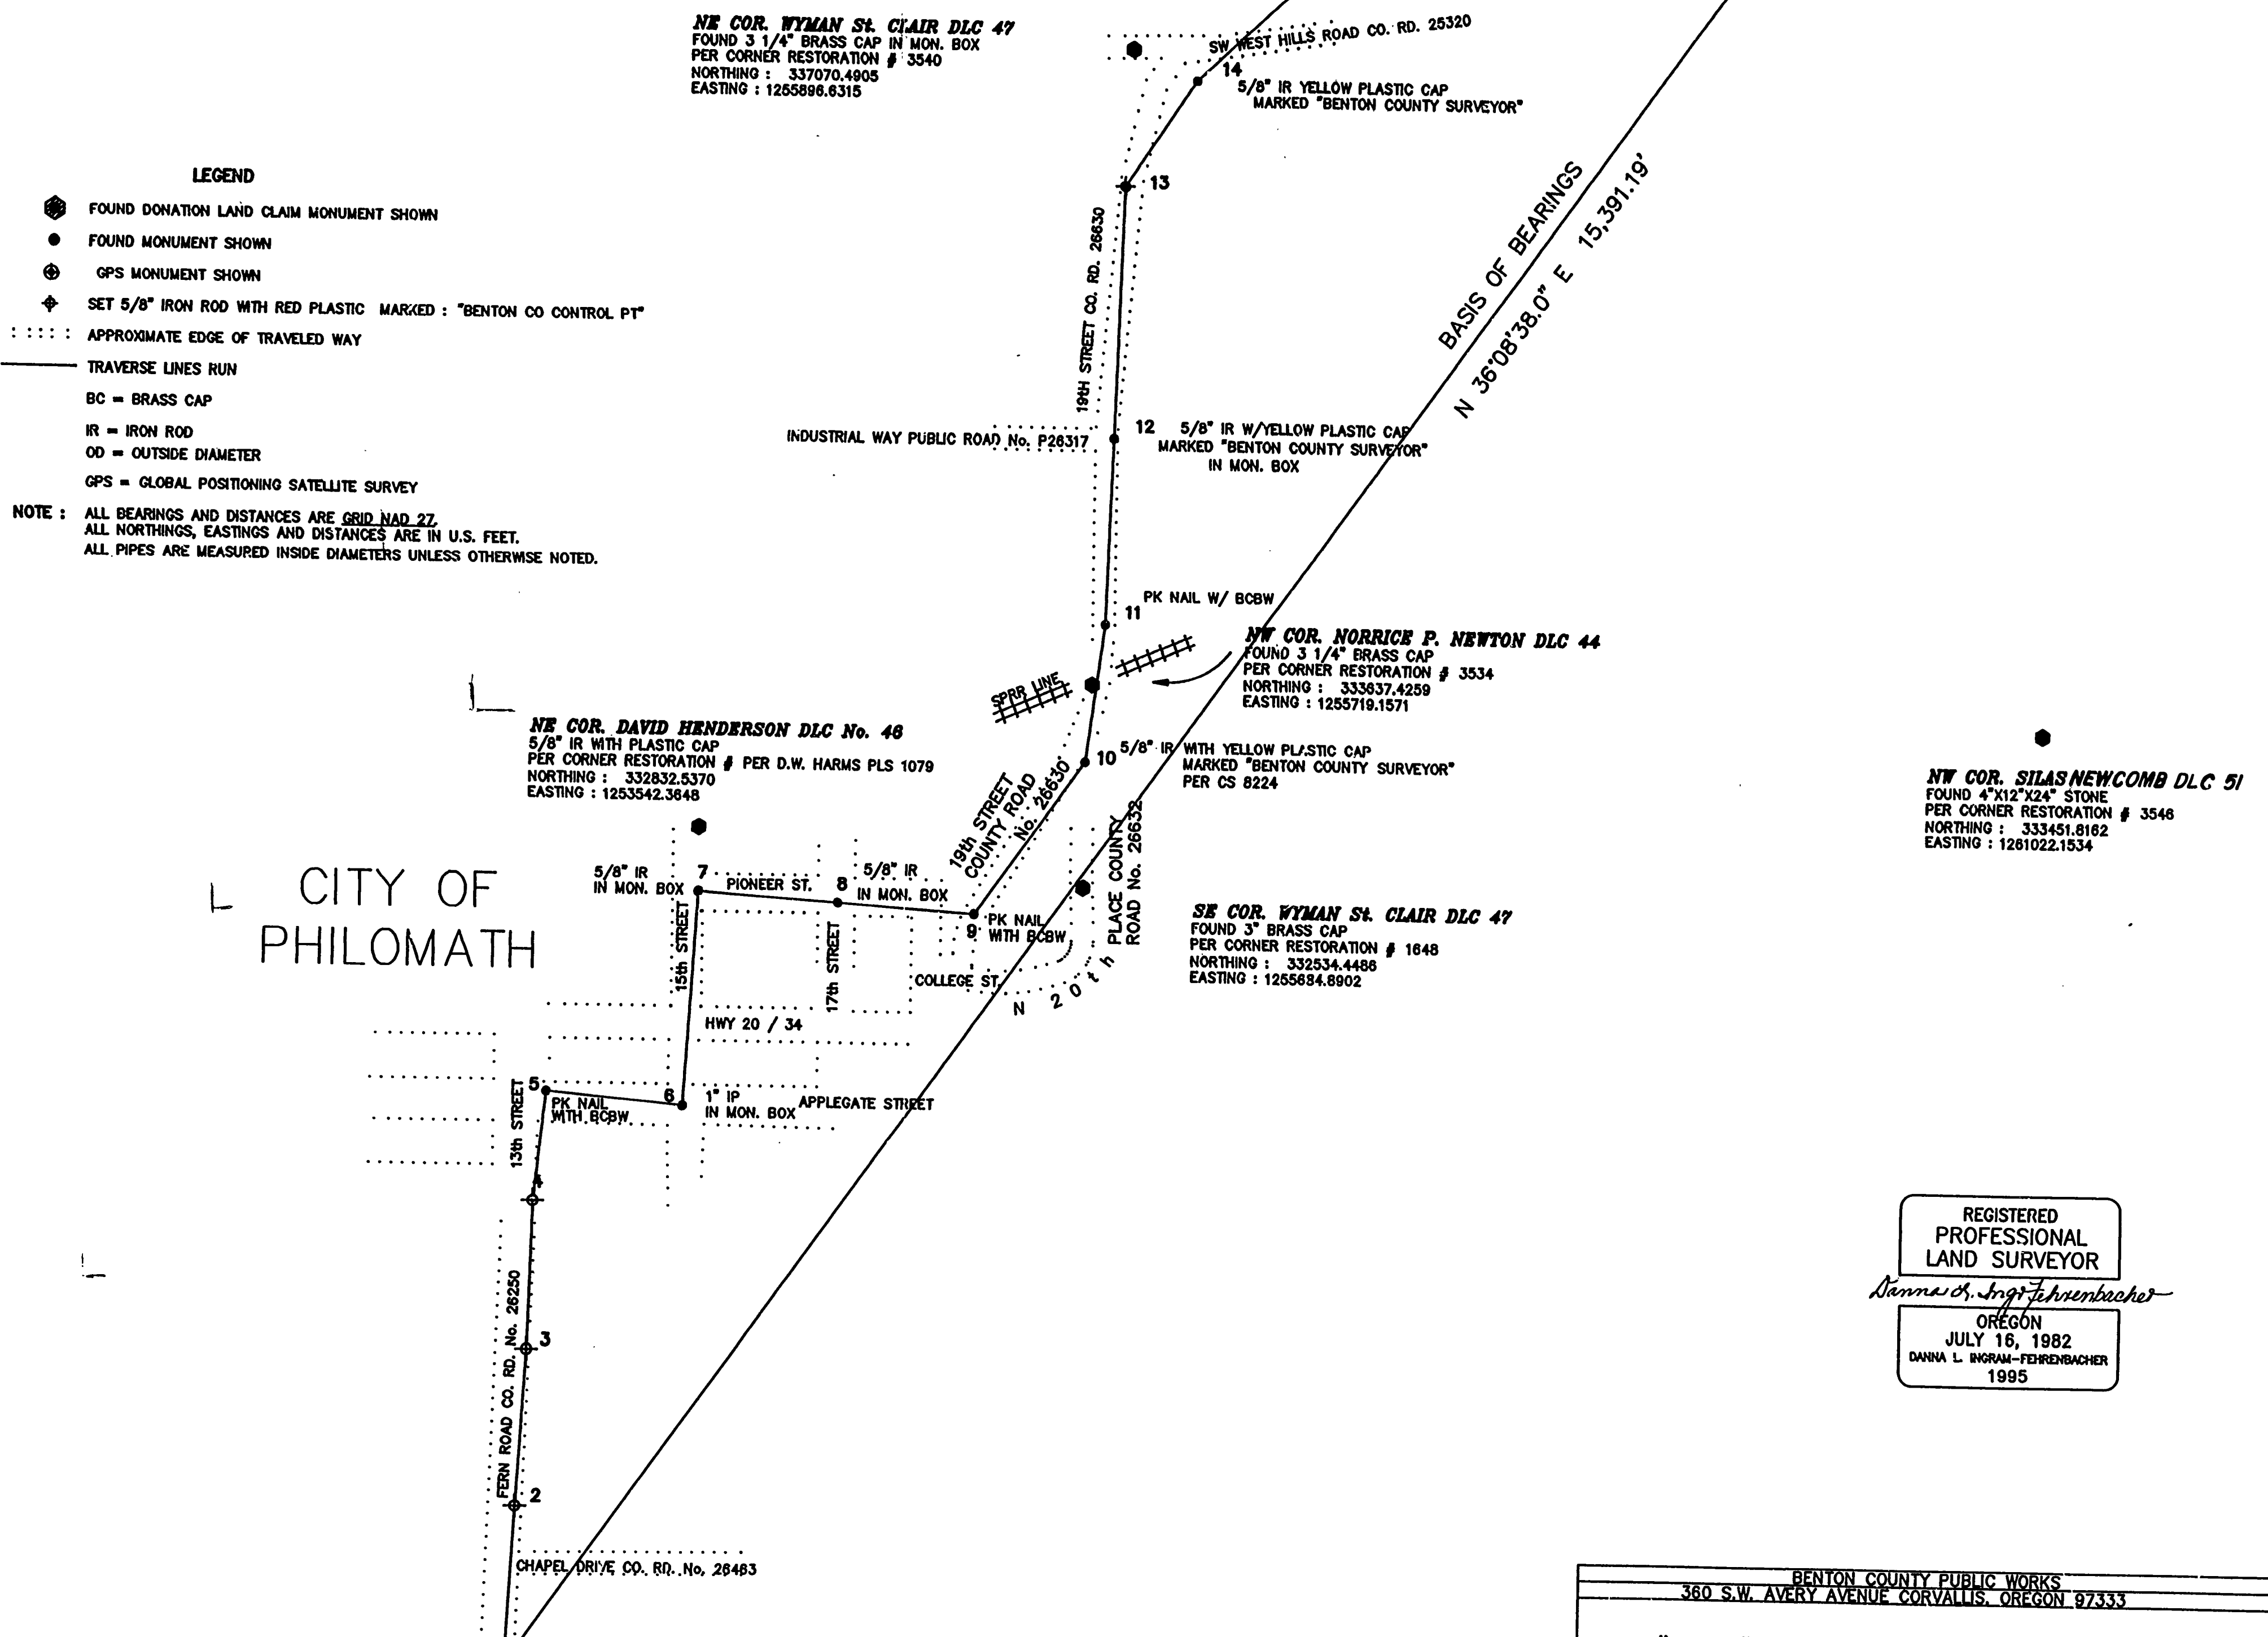 NE COR. WYMAN St. CLAIR DLC 47
FOUND 3 1/4" BRASS CAP IN MON. BOX
PER CORNER RESTORATION # 3540
NORTHING : 337070.4905
EASTING : 1255896.6315
SW WEST HILLS ROAD CO. RD. 25320
14
5/8" IR YELLOW PLASTIC CAP
MARKED "BENTON COUNTY SURVEYOR"
LEGEND
FOUND DONATION LAND CLAIM MONUMENT SHOWN
FOUND MONUMENT SHOWN
GPS MONUMENT SHOWN
SET 5/8" IRON ROD WITH RED PLASTIC MARKED : "BENTON CO CONTROL PT"
APPROXIMATE EDGE OF TRAVELED WAY
TRAVERSE LINES RUN
BC = BRASS CAP
IR = IRON ROD
OD = OUTSIDE DIAMETER
GPS = GLOBAL POSITIONING SATELLITE SURVEY
NOTE : ALL BEARINGS AND DISTANCES ARE GRID NAD 27.
ALL NORTHINGS, EASTINGS AND DISTANCES ARE IN U.S. FEET.
ALL PIPES ARE MEASURED INSIDE DIAMETERS UNLESS OTHERWISE NOTED.
13
19TH STREET CO. RD. 26630
BASIS OF BEARINGS
N 36°08'38.0" E 15,391.19'
INDUSTRIAL WAY PUBLIC ROAD No. P26317
12
5/8" IR W/YELLOW PLASTIC CAP
MARKED "BENTON COUNTY SURVEYOR"
IN MON. BOX
PK NAIL W/ BCBW
11
NW COR. NORRICE P. NEWTON DLC 44
FOUND 3 1/4" BRASS CAP
PER CORNER RESTORATION # 3534
NORTHING : 333637.4259
EASTING : 1255719.1571
SPRR LINE
NE COR. DAVID HENDERSON DLC No. 46
5/8" IR WITH PLASTIC CAP
PER CORNER RESTORATION # PER D.W. HARMS PLS 1079
NORTHING : 332832.5370
EASTING : 1253542.3648
10
5/8" IR WITH YELLOW PLASTIC CAP
MARKED "BENTON COUNTY SURVEYOR"
PER CS 8224
NW COR. SILAS NEWCOMB DLC 51
FOUND 4"X12"X24" STONE
PER CORNER RESTORATION # 3546
NORTHING : 333451.8162
EASTING : 1261022.1534
19th STREET
COUNTY ROAD
No. 26630
PLACE COUNTY
ROAD No. 26632
N 20th
5/8" IR
IN MON. BOX
7
PIONEER ST.
8
5/8" IR
IN MON. BOX
9
PK NAIL
WITH BCBW
CITY OF
PHILOMATH
15th STREET
17th STREET
COLLEGE ST.
SE COR. WYMAN St. CLAIR DLC 47
FOUND 3" BRASS CAP
PER CORNER RESTORATION # 1648
NORTHING : 332534.4486
EASTING : 1255684.8902
HWY 20 / 34
5
PK NAIL
WITH BCBW
6
1" IP
IN MON. BOX
APPLEGATE STREET
13th STREET
4
FERN ROAD CO. RD. No. 26250
3
2
CHAPEL DRIVE CO. RD. No. 26463
REGISTERED
PROFESSIONAL
LAND SURVEYOR
Danna L. Ingr-Fehrenbacher
OREGON
JULY 16, 1982
DANNA L. INGRAM-FEHRENBACHER
1995
BENTON COUNTY PUBLIC WORKS
360 S.W. AVERY AVENUE CORVALLIS, OREGON 97333